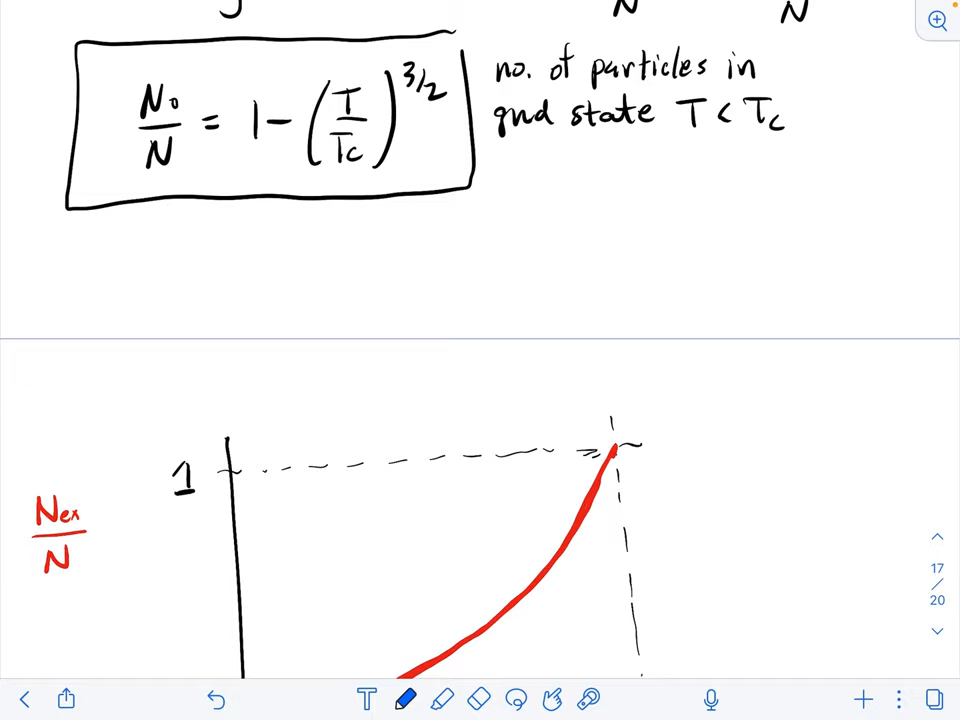 N₀/N = 1 - (T/Tc)^3/2
no. of particles in
gnd state T < Tc
1
Nex/N
17
/
20